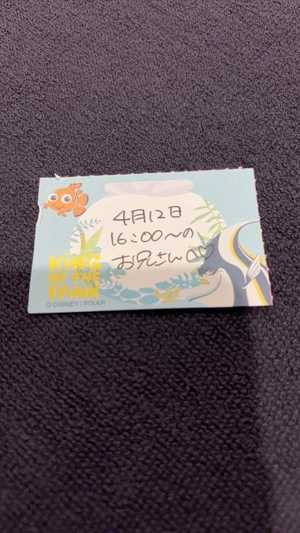 4月12日
16:00〜の
お兄さん♡♡
KING
OF THE
TANK
©DISNEY/PIXAR